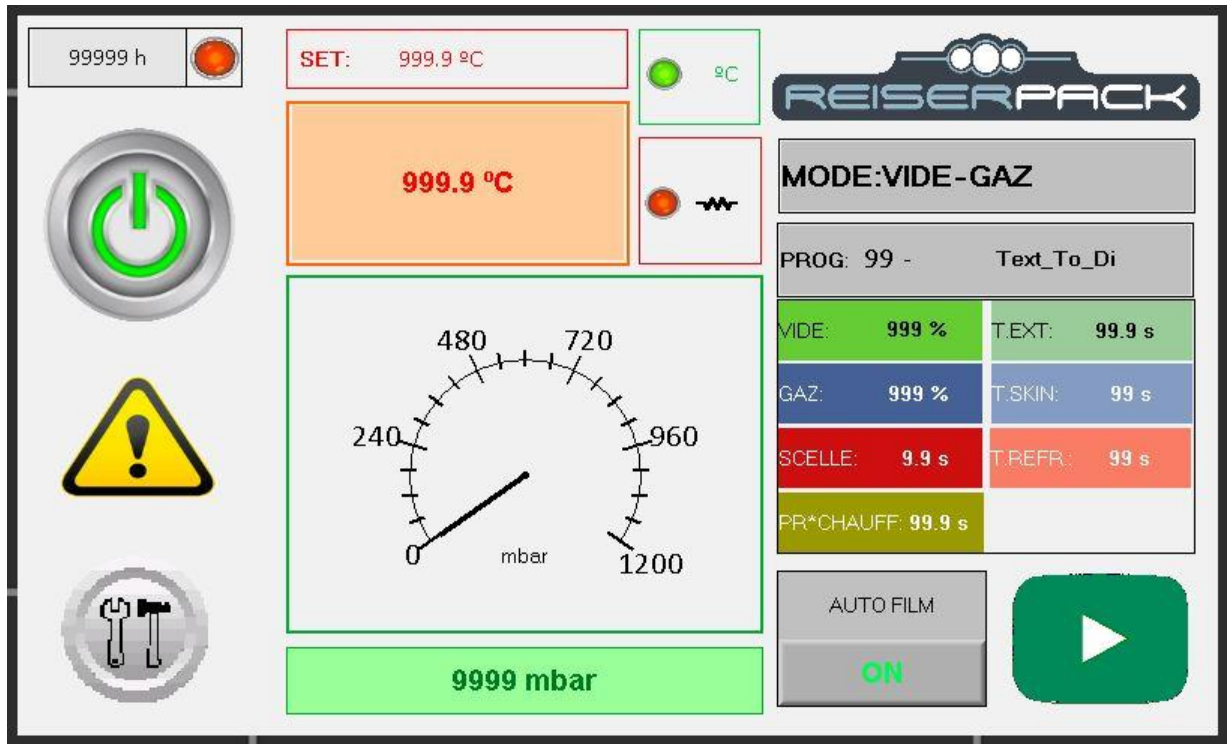 99999 h
SET: 999.9 ºC
ºC
REISERPACK
999.9 ºC
MODE:VIDE-GAZ
PROG: 99 - Text_To_Di
VIDE: 999 % T.EXT: 99.9 s
GAZ: 999 % T.SKIN: 99 s
SCELLE: 9.9 s T.REFR.: 99 s
PR*CHAUFF: 99.9 s
480 720
240 960
0 mbar 1200
AUTO FILM
ON
9999 mbar